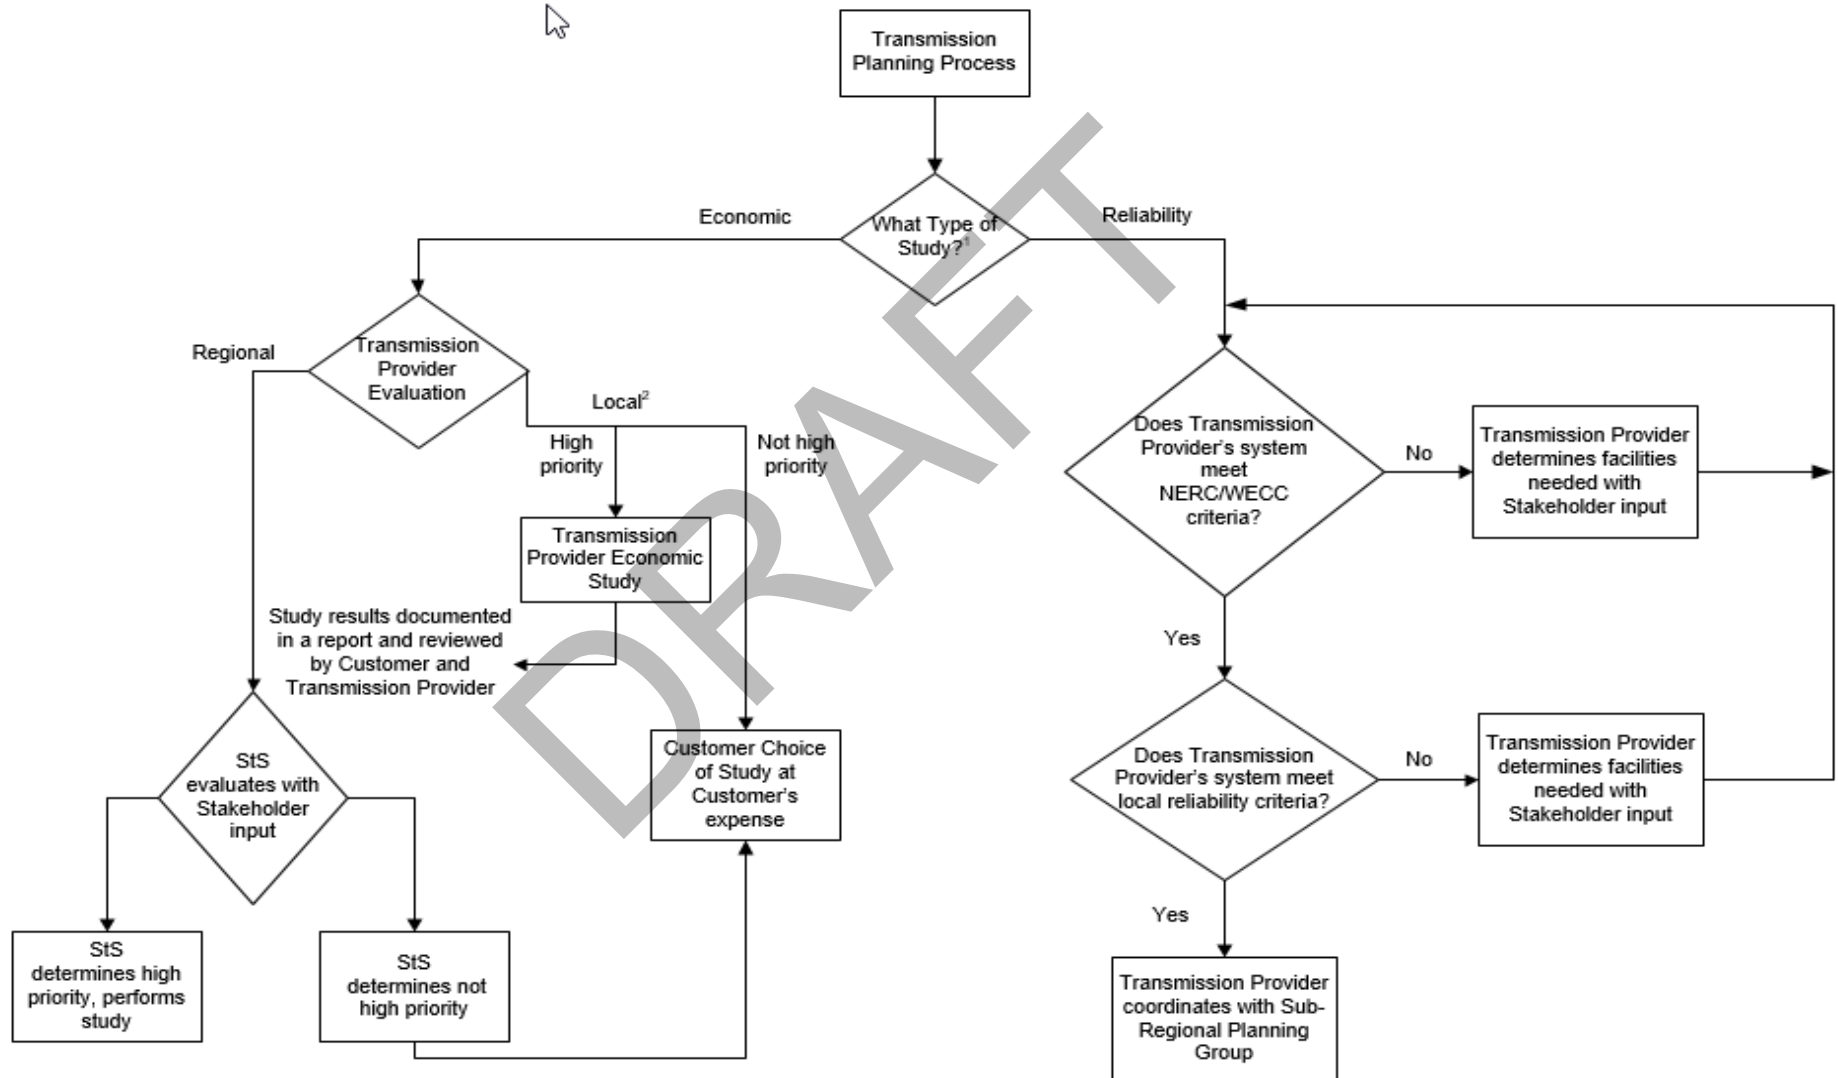 Transmission
Planning Process
What Type of
Study?¹
Economic
Reliability
Transmission
Provider
Evaluation
Regional
Local²
High
priority
Not high
priority
Transmission
Provider Economic
Study
Study results documented
in a report and reviewed
by Customer and
Transmission Provider
StS
evaluates with
Stakeholder
input
Customer Choice
of Study at
Customer's
expense
StS
determines high
priority, performs
study
StS
determines not
high priority
Does Transmission
Provider's system
meet
NERC/WECC
criteria?
No
Transmission Provider
determines facilities
needed with
Stakeholder input
Yes
Does Transmission
Provider's system meet
local reliability criteria?
No
Transmission Provider
determines facilities
needed with
Stakeholder input
Yes
Transmission Provider
coordinates with Sub-
Regional Planning
Group
DRAFT